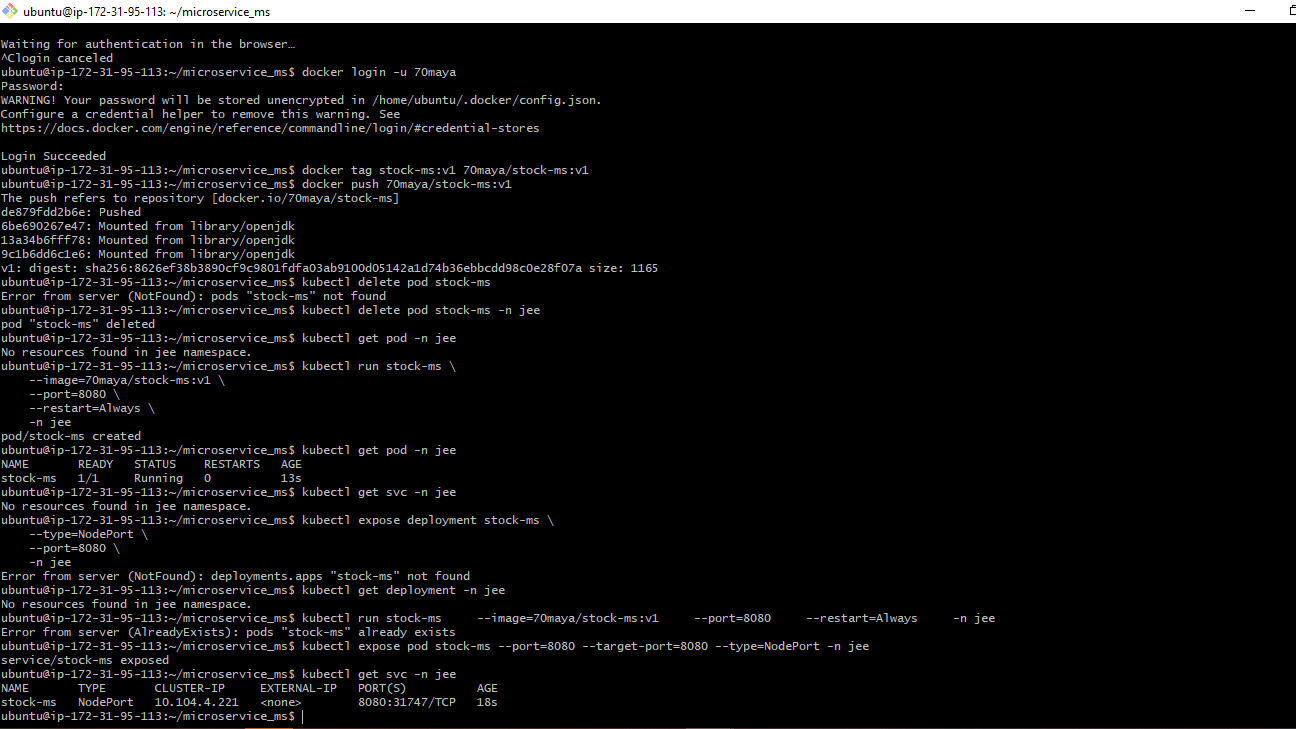 ubuntu@ip-172-31-95-113: ~/microservice_ms
Waiting for authentication in the browser…
^Clogin canceled
ubuntu@ip-172-31-95-113:~/microservice_ms$ docker login -u 70maya
Password:
WARNING! Your password will be stored unencrypted in /home/ubuntu/.docker/config.json.
Configure a credential helper to remove this warning. See
https://docs.docker.com/engine/reference/commandline/login/#credential-stores
Login Succeeded
ubuntu@ip-172-31-95-113:~/microservice_ms$ docker tag stock-ms:v1 70maya/stock-ms:v1
ubuntu@ip-172-31-95-113:~/microservice_ms$ docker push 70maya/stock-ms:v1
The push refers to repository [docker.io/70maya/stock-ms]
de879fdd2b6e: Pushed
6be690267e47: Mounted from library/openjdk
13a34b6fff78: Mounted from library/openjdk
9c1b6dd6c1e6: Mounted from library/openjdk
v1: digest: sha256:8626ef38b3890cf9c9801fdfa03ab9100d05142a1d74b36ebbcdd98c0e28f07a size: 1165
ubuntu@ip-172-31-95-113:~/microservice_ms$ kubectl delete pod stock-ms
Error from server (NotFound): pods "stock-ms" not found
ubuntu@ip-172-31-95-113:~/microservice_ms$ kubectl delete pod stock-ms -n jee
pod "stock-ms" deleted
ubuntu@ip-172-31-95-113:~/microservice_ms$ kubectl get pod -n jee
No resources found in jee namespace.
ubuntu@ip-172-31-95-113:~/microservice_ms$ kubectl run stock-ms \
    --image=70maya/stock-ms:v1 \
    --port=8080 \
    --restart=Always \
    -n jee
pod/stock-ms created
ubuntu@ip-172-31-95-113:~/microservice_ms$ kubectl get pod -n jee
NAME       READY   STATUS    RESTARTS   AGE
stock-ms   1/1     Running   0          13s
ubuntu@ip-172-31-95-113:~/microservice_ms$ kubectl get svc -n jee
No resources found in jee namespace.
ubuntu@ip-172-31-95-113:~/microservice_ms$ kubectl expose deployment stock-ms \
    --type=NodePort \
    --port=8080 \
    -n jee
Error from server (NotFound): deployments.apps "stock-ms" not found
ubuntu@ip-172-31-95-113:~/microservice_ms$ kubectl get deployment -n jee
No resources found in jee namespace.
ubuntu@ip-172-31-95-113:~/microservice_ms$ kubectl run stock-ms     --image=70maya/stock-ms:v1     --port=8080     --restart=Always     -n jee
Error from server (AlreadyExists): pods "stock-ms" already exists
ubuntu@ip-172-31-95-113:~/microservice_ms$ kubectl expose pod stock-ms --port=8080 --target-port=8080 --type=NodePort -n jee
service/stock-ms exposed
ubuntu@ip-172-31-95-113:~/microservice_ms$ kubectl get svc -n jee
NAME       TYPE       CLUSTER-IP     EXTERNAL-IP   PORT(S)          AGE
stock-ms   NodePort   10.104.4.221   <none>        8080:31747/TCP   18s
ubuntu@ip-172-31-95-113:~/microservice_ms$